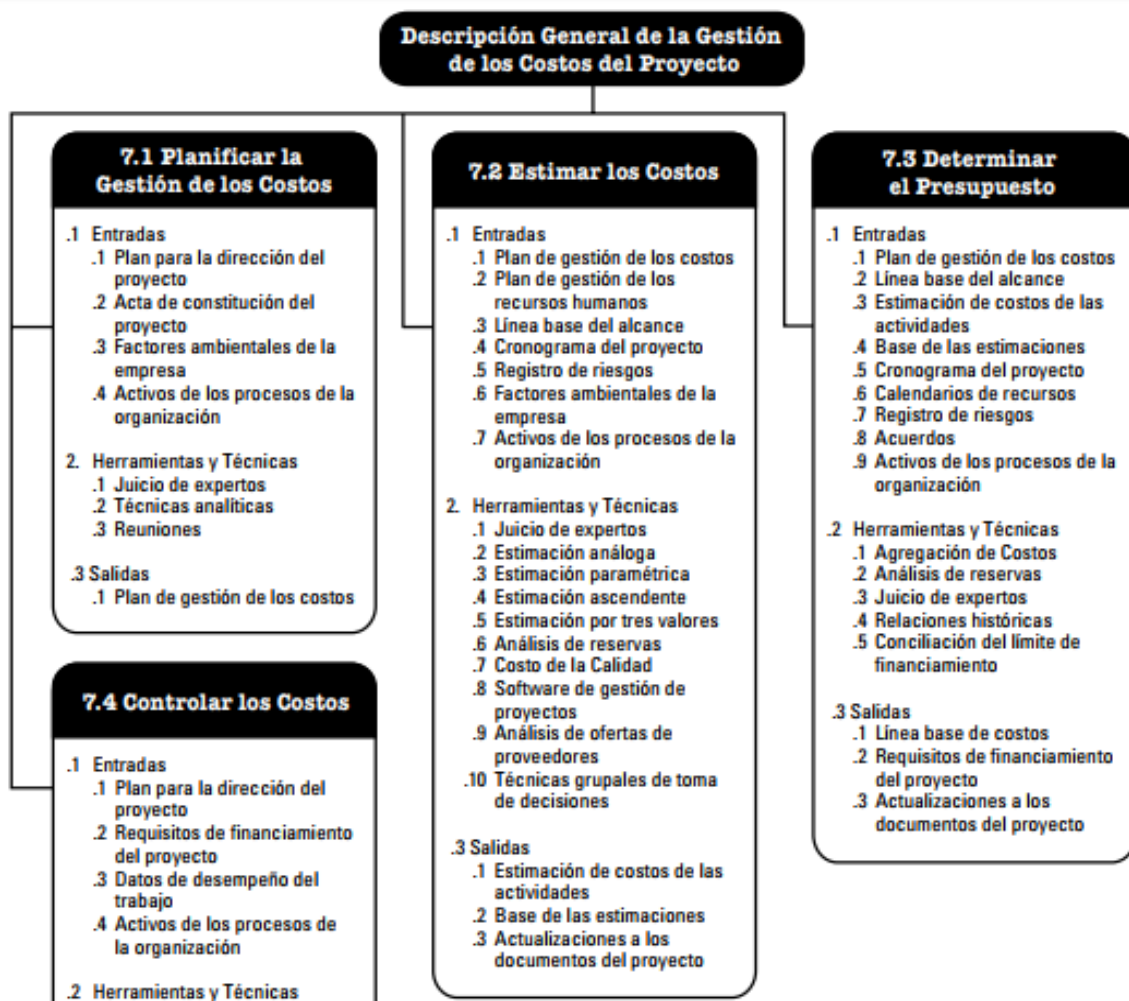 Descripción General de la Gestión
de los Costos del Proyecto
7.1 Planificar la
Gestión de los Costos
.1 Entradas
.1 Plan para la dirección del
proyecto
.2 Acta de constitución del
proyecto
.3 Factores ambientales de la
empresa
.4 Activos de los procesos de la
organización
2. Herramientas y Técnicas
.1 Juicio de expertos
.2 Técnicas analíticas
.3 Reuniones
.3 Salidas
.1 Plan de gestión de los costos
7.4 Controlar los Costos
.1 Entradas
.1 Plan para la dirección del
proyecto
.2 Requisitos de financiamiento
del proyecto
.3 Datos de desempeño del
trabajo
.4 Activos de los procesos de
la organización
.2 Herramientas y Técnicas
7.2 Estimar los Costos
.1 Entradas
.1 Plan de gestión de los costos
.2 Plan de gestión de los
recursos humanos
.3 Línea base del alcance
.4 Cronograma del proyecto
.5 Registro de riesgos
.6 Factores ambientales de la
empresa
.7 Activos de los procesos de la
organización
2. Herramientas y Técnicas
.1 Juicio de expertos
.2 Estimación análoga
.3 Estimación paramétrica
.4 Estimación ascendente
.5 Estimación por tres valores
.6 Análisis de reservas
.7 Costo de la Calidad
.8 Software de gestión de
proyectos
.9 Análisis de ofertas de
proveedores
.10 Técnicas grupales de toma
de decisiones
.3 Salidas
.1 Estimación de costos de las
actividades
.2 Base de las estimaciones
.3 Actualizaciones a los
documentos del proyecto
7.3 Determinar
el Presupuesto
.1 Entradas
.1 Plan de gestión de los costos
.2 Línea base del alcance
.3 Estimación de costos de las
actividades
.4 Base de las estimaciones
.5 Cronograma del proyecto
.6 Calendarios de recursos
.7 Registro de riesgos
.8 Acuerdos
.9 Activos de los procesos de la
organización
.2 Herramientas y Técnicas
.1 Agregación de Costos
.2 Análisis de reservas
.3 Juicio de expertos
.4 Relaciones históricas
.5 Conciliación del límite de
financiamiento
.3 Salidas
.1 Línea base de costos
.2 Requisitos de financiamiento
del proyecto
.3 Actualizaciones a los
documentos del proyecto